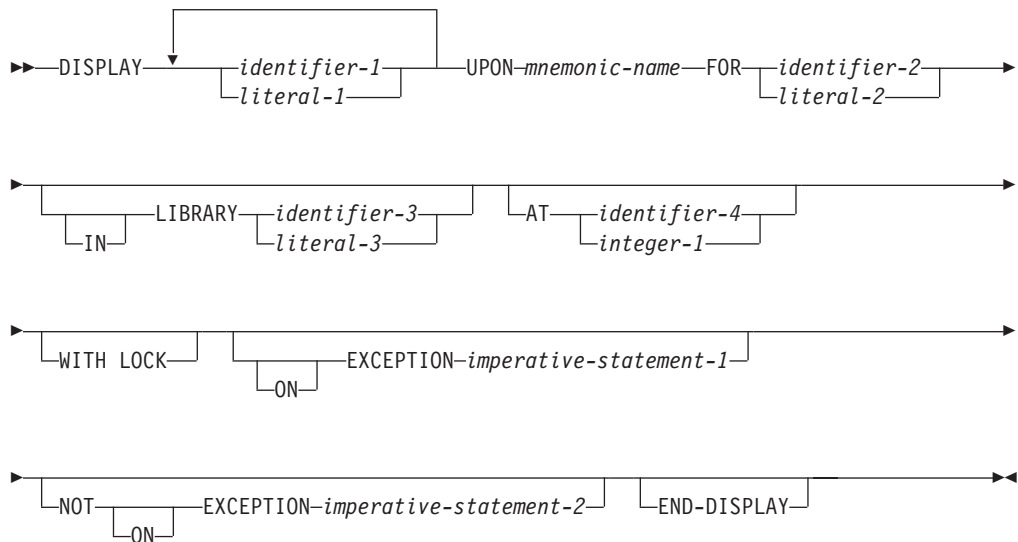 DISPLAY identifier-1 UPON mnemonic-name FOR identifier-2
literal-1 literal-2
LIBRARY identifier-3 AT identifier-4
IN literal-3 integer-1
WITH LOCK EXCEPTION imperative-statement-1
ON
NOT EXCEPTION imperative-statement-2 END-DISPLAY
ON